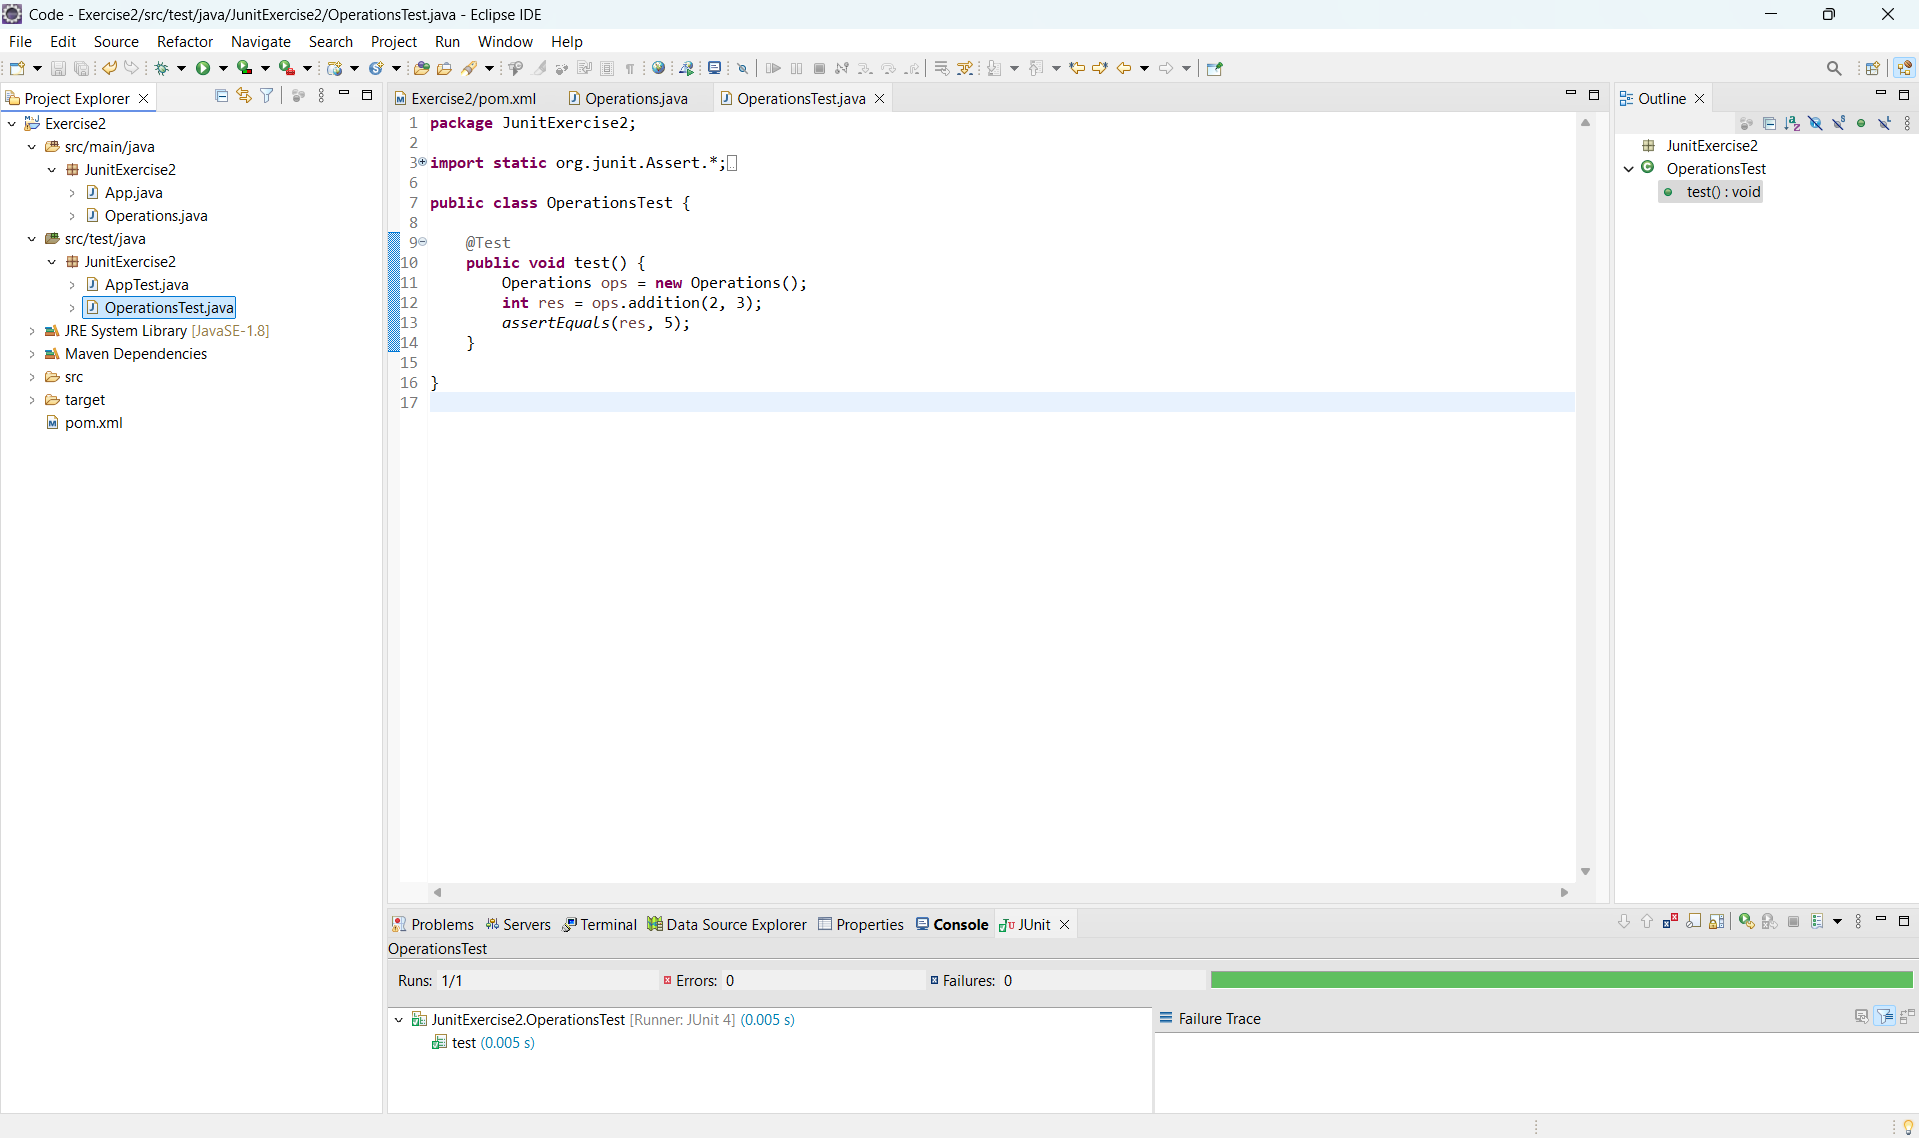 Code - Exercise2/src/test/java/JunitExercise2/OperationsTest.java - Eclipse IDE
File Edit Source Refactor Navigate Search Project Run Window Help
Project Explorer
Exercise2
src/main/java
JunitExercise2
App.java
Operations.java
src/test/java
JunitExercise2
AppTest.java
OperationsTest.java
JRE System Library [JavaSE-1.8]
Maven Dependencies
src
target
pom.xml
Exercise2/pom.xml Operations.java OperationsTest.java
1 package JunitExercise2;
2
3 import static org.junit.Assert.*;
6
7 public class OperationsTest {
8
9 @Test
10 public void test() {
11 Operations ops = new Operations();
12 int res = ops.addition(2, 3);
13 assertEquals(res, 5);
14 }
15
16 }
17
Outline
JunitExercise2
OperationsTest
test() : void
Problems Servers Terminal Data Source Explorer Properties Console JUnit
OperationsTest
Runs: 1/1 Errors: 0 Failures: 0
JunitExercise2.OperationsTest [Runner: JUnit 4] (0.005 s)
test (0.005 s)
Failure Trace